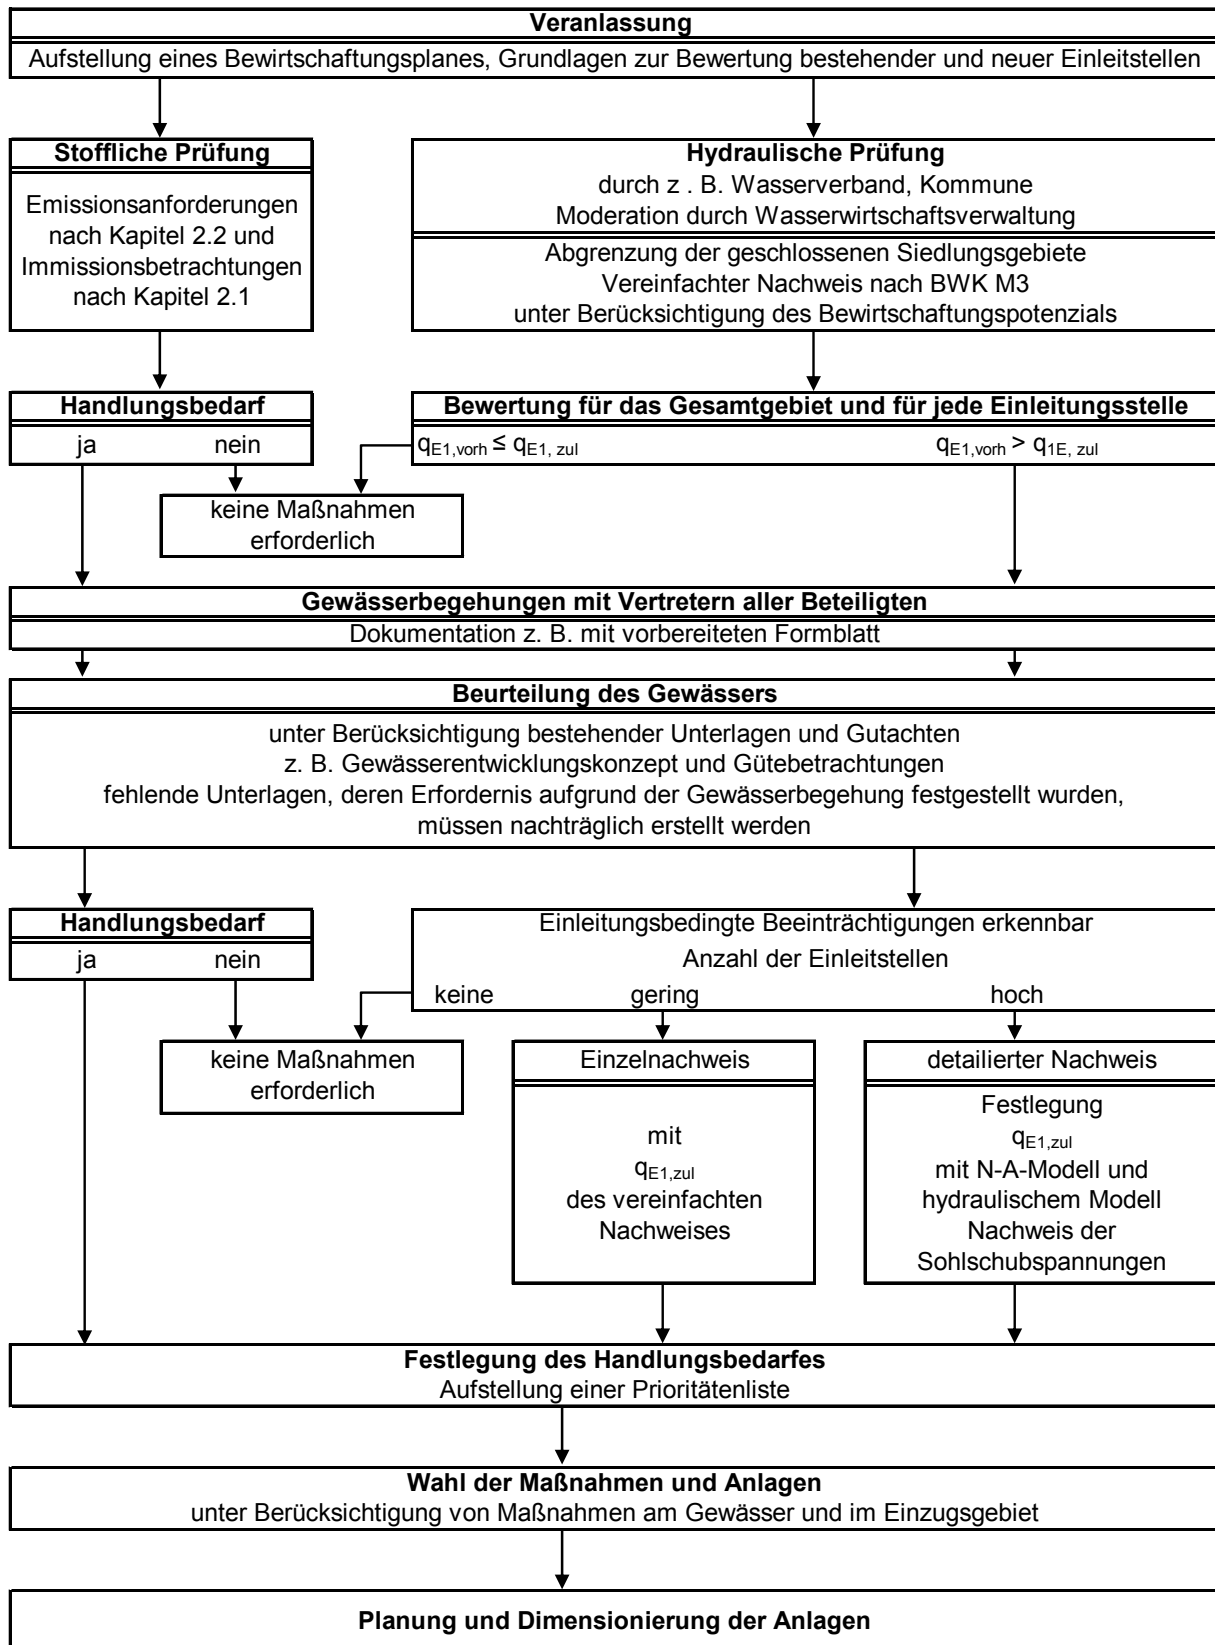 Veranlassung
Aufstellung eines Bewirtschaftungsplanes, Grundlagen zur Bewertung bestehender und neuer Einleitstellen
Stoffliche Prüfung
Emissionsanforderungen
nach Kapitel 2.2 und
Immissionsbetrachtungen
nach Kapitel 2.1
Hydraulische Prüfung
durch z . B. Wasserverband, Kommune
Moderation durch Wasserwirtschaftsverwaltung
Abgrenzung der geschlossenen Siedlungsgebiete
Vereinfachter Nachweis nach BWK M3
unter Berücksichtigung des Bewirtschaftungspotenzials
Handlungsbedarf
ja nein
Bewertung für das Gesamtgebiet und für jede Einleitungsstelle
qE1,vorh ≤ qE1, zul qE1,vorh > q1E, zul
keine Maßnahmen
erforderlich
Gewässerbegehungen mit Vertretern aller Beteiligten
Dokumentation z. B. mit vorbereiteten Formblatt
Beurteilung des Gewässers
unter Berücksichtigung bestehender Unterlagen und Gutachten
z. B. Gewässerentwicklungskonzept und Gütebetrachtungen
fehlende Unterlagen, deren Erfordernis aufgrund der Gewässerbegehung festgestellt wurden,
müssen nachträglich erstellt werden
Handlungsbedarf
ja nein
Einleitungsbedingte Beeinträchtigungen erkennbar
Anzahl der Einleitstellen
keine gering hoch
keine Maßnahmen
erforderlich
Einzelnachweis
mit
qE1,zul
des vereinfachten
Nachweises
detailierter Nachweis
Festlegung
qE1,zul
mit N-A-Modell und
hydraulischem Modell
Nachweis der
Sohlschubspannungen
Festlegung des Handlungsbedarfes
Aufstellung einer Prioritätenliste
Wahl der Maßnahmen und Anlagen
unter Berücksichtigung von Maßnahmen am Gewässer und im Einzugsgebiet
Planung und Dimensionierung der Anlagen